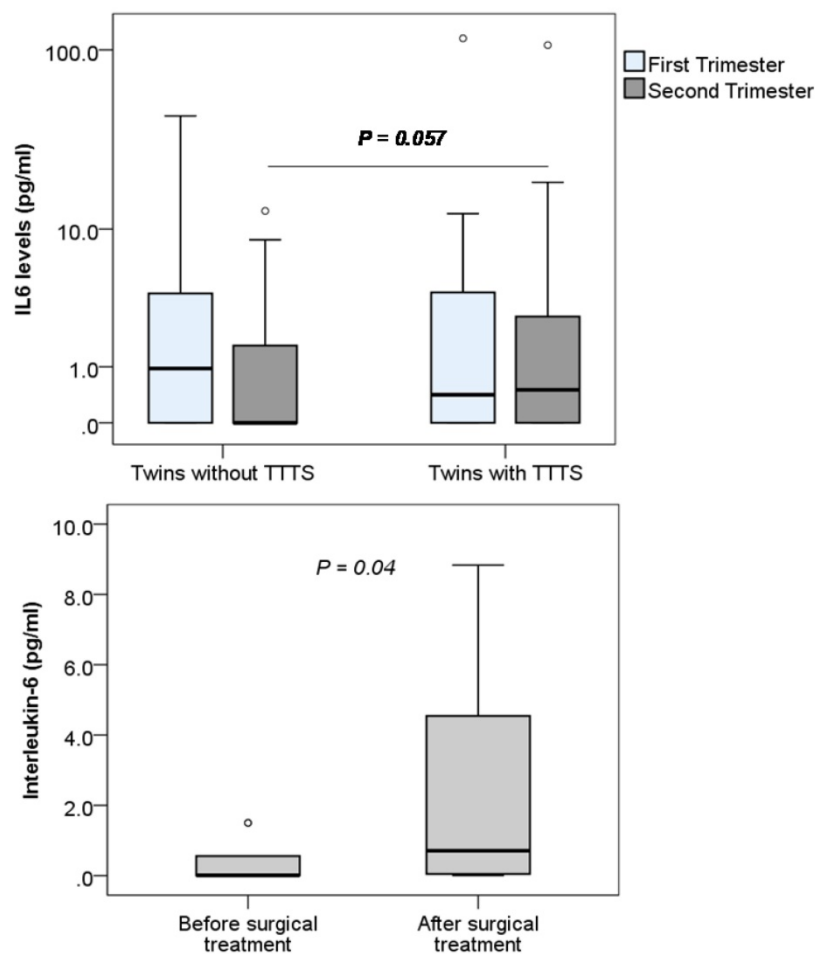 100.0
10.0
1.0
.0
IL6 levels (pg/ml)
P = 0.057
First Trimester
Second Trimester
Twins without TTTS
Twins with TTTS
10.0
8.0
6.0
4.0
2.0
.0
Interleukin-6 (pg/ml)
P = 0.04
Before surgical
treatment
After surgical
treatment